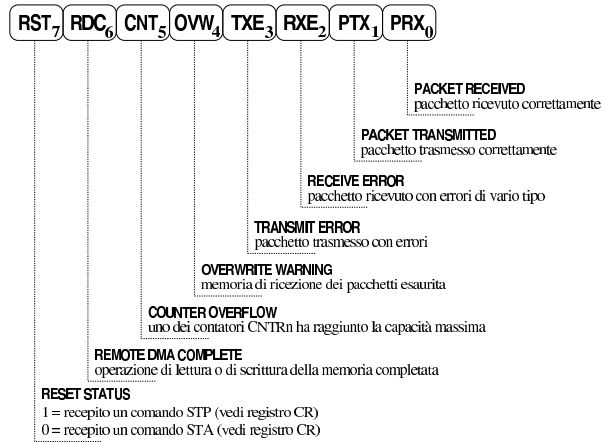 RST7 RDC6 CNT5 OVW4 TXE3 RXE2 PTX1 PRX0
PACKET RECEIVED
pacchetto ricevuto correttamente
PACKET TRANSMITTED
pacchetto trasmesso correttamente
RECEIVE ERROR
pacchetto ricevuto con errori di vario tipo
TRANSMIT ERROR
pacchetto trasmesso con errori
OVERWRITE WARNING
memoria di ricezione dei pacchetti esaurita
COUNTER OVERFLOW
uno dei contatori CNTRn ha raggiunto la capacità massima
REMOTE DMA COMPLETE
operazione di lettura o di scrittura della memoria completata
RESET STATUS
1 = recepito un comando STP (vedi registro CR)
0 = recepito un comando STA (vedi registro CR)